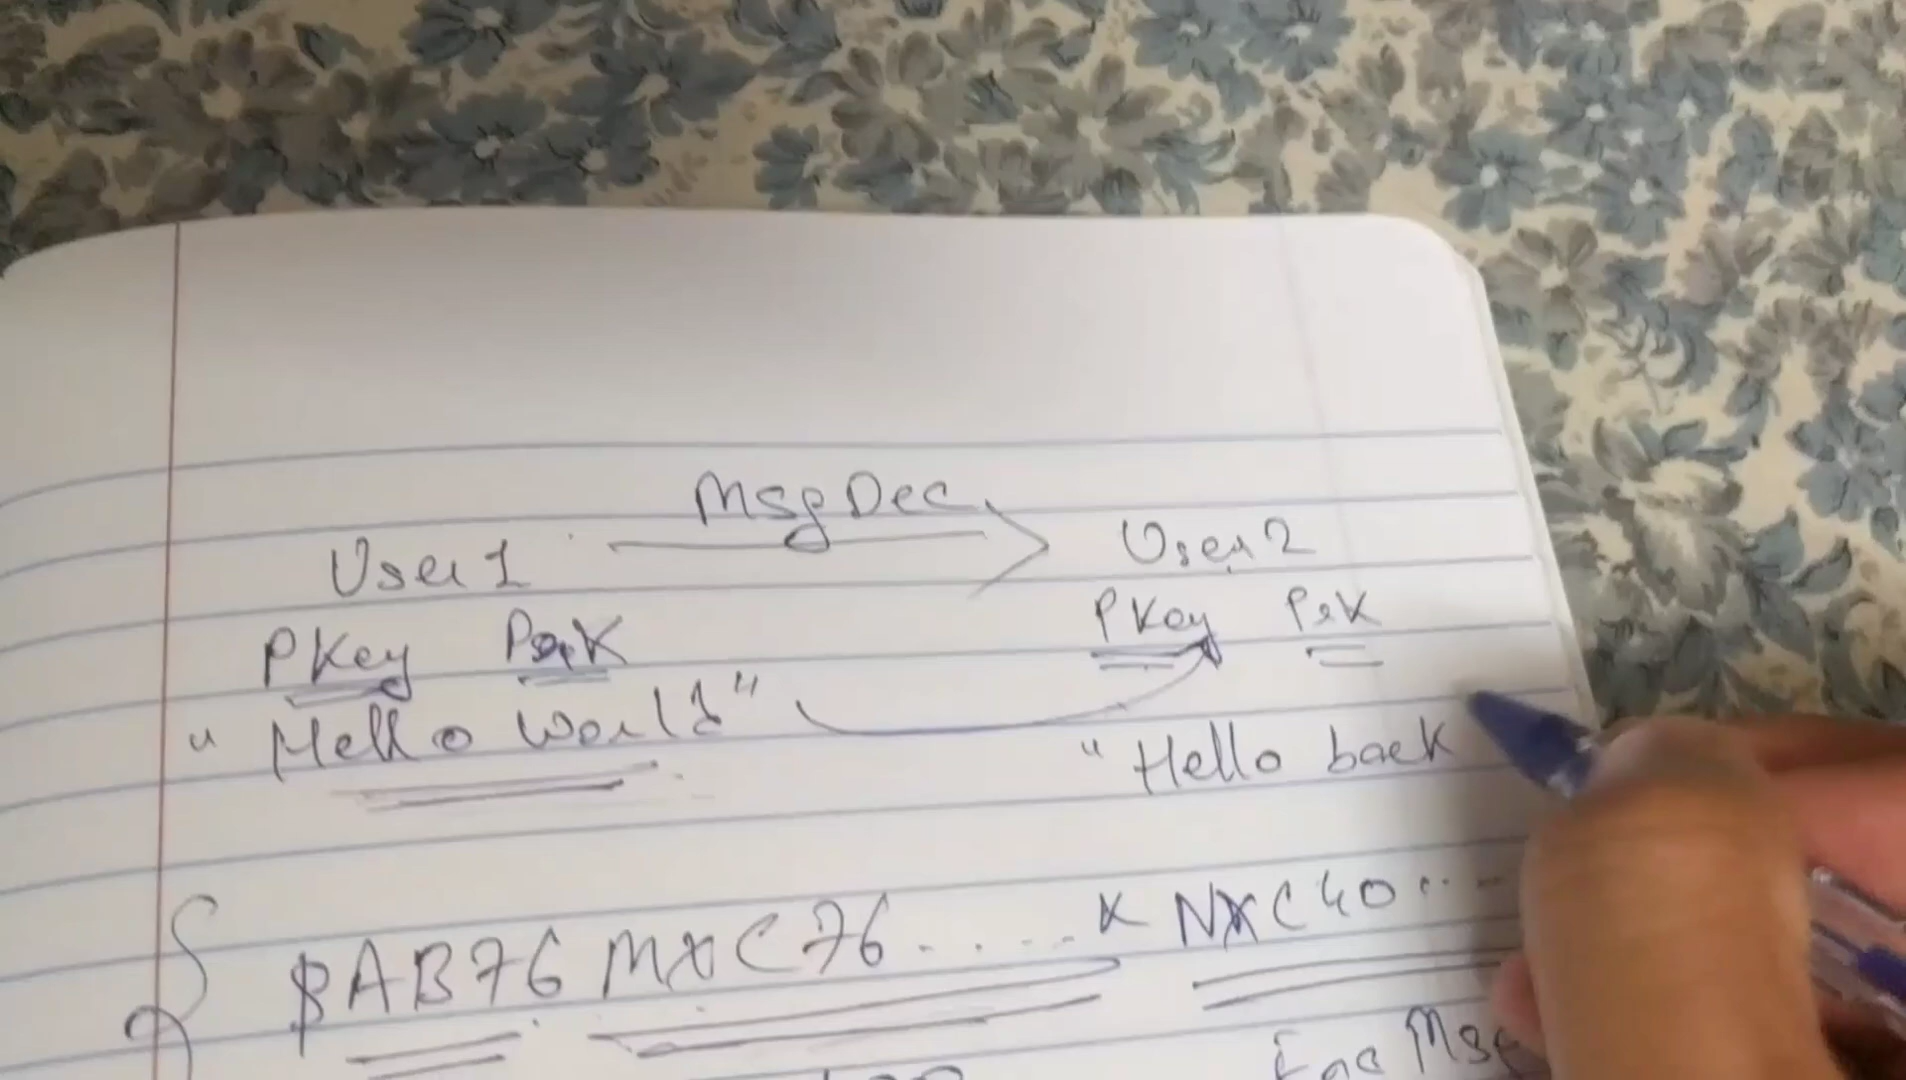 MsgDec
User1 User2
PKey PrK PKey PrK
"Hello World"
"Hello back
$AB76 MXC76..... K NXC40...
Enc Msg